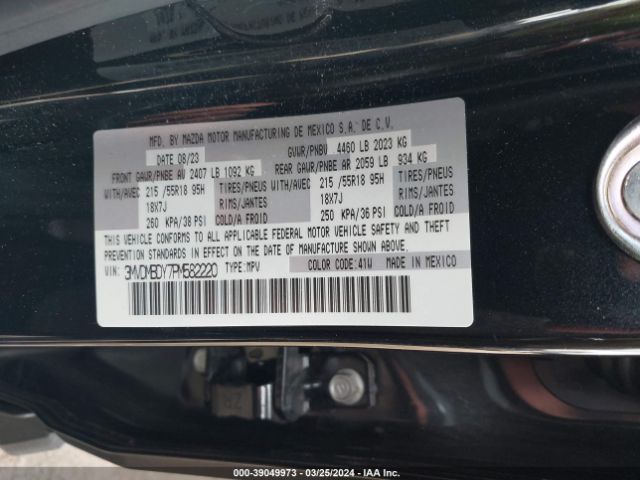 MFD. BY MAZDA MOTOR MANUFACTURING DE MEXICO S.A. DE C.V.
DATE 08/23 GVWR/PNBV 4460 LB 2023 KG
FRONT GAWR/PNBE AV 2407 LB 1092 KG REAR GAWR/PNBE AR 2059 LB 934 KG
WITH/AVEC 215 /55R18 95H TIRES/PNEUS WITH/AVEC 215 /55R18 95H TIRES/PNEUS
18X7J RIMS/JANTES 18X7J RIMS/JANTES
260 KPA/38 PSI COLD/A FROID 250 KPA/36 PSI COLD/A FROID
THIS VEHICLE CONFORMS TO ALL APPLICABLE FEDERAL MOTOR VEHICLE SAFETY, BUMPER, AND THEFT
PREVENTION STANDARDS IN EFFECT ON THE DATE OF MANUFACTURE SHOWN ABOVE.
VIN: 3MVDMBDY7PM582220 TYPE:MPV COLOR CODE:41W MADE IN MEXICO
000-39049973 - 03/25/2024 - IAA Inc.